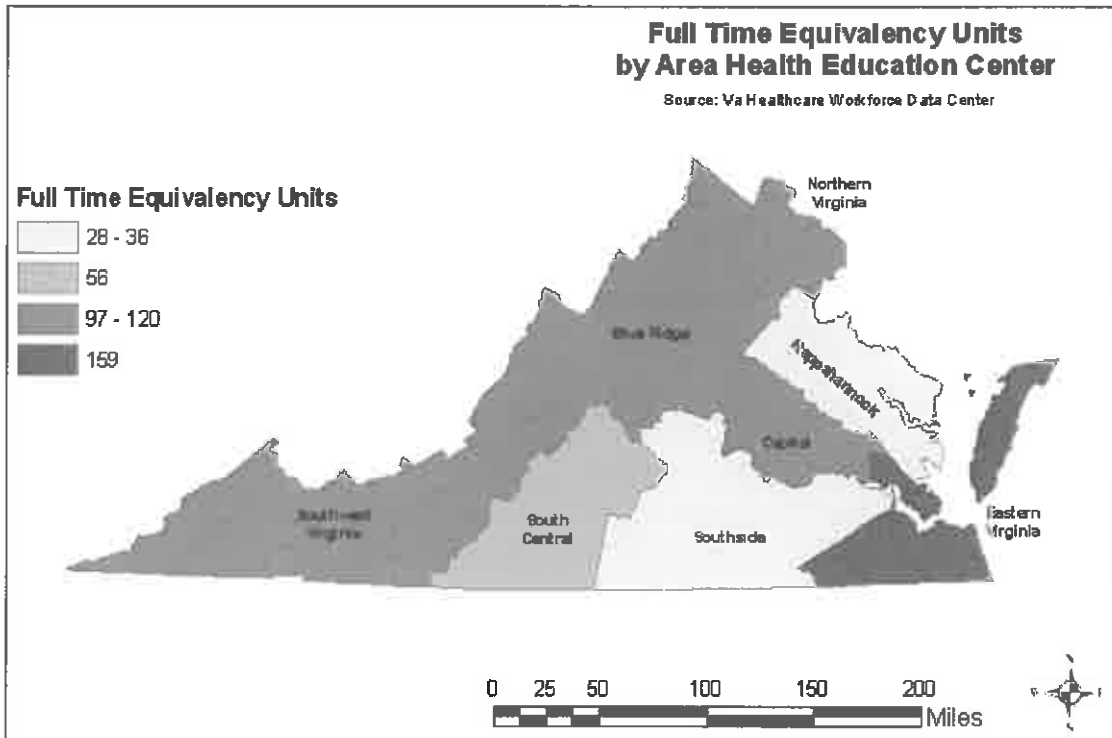 Full Time Equivalency Units
by Area Health Education Center
Source: Va Healthcare Workforce Data Center
Full Time Equivalency Units
28 - 36
56
97 - 120
159
Northern
Virginia
Blue Ridge
Rappahannock
Capital
Southwest
Virginia
South
Central
Southside
Eastern
Virginia
0 25 50 100 150 200
Miles